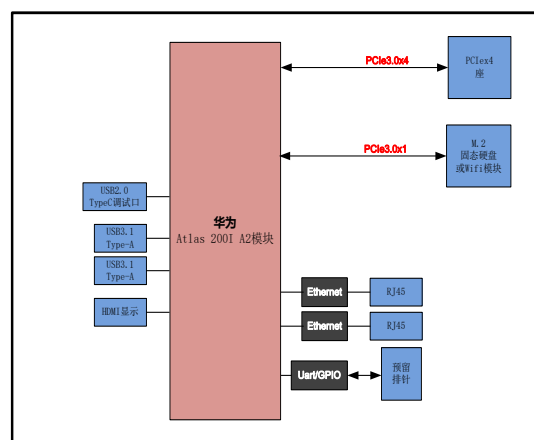 PCIe3.0x4
PCIex4
座
PCIe3.0x1
M.2
固态硬盘
或Wifi模块
USB2.0
TypeC调试口
USB3.1
Type-A
USB3.1
Type-A
HDMI显示
华为
Atlas 200I A2模块
Ethernet
RJ45
Ethernet
RJ45
Uart/GPIO
预留
排针